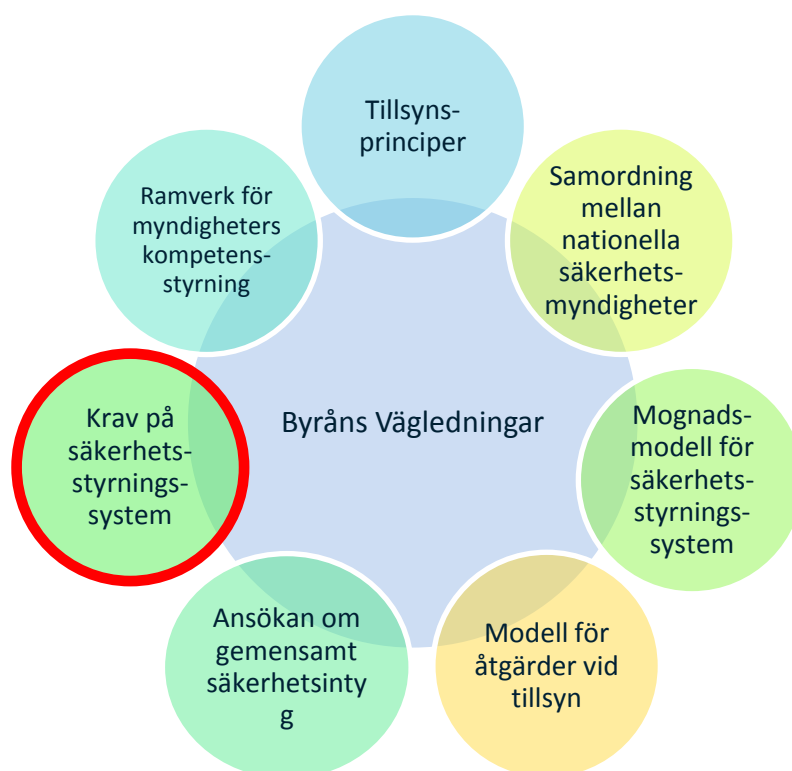 Tillsyns-
principer
Samordning
mellan
nationella
säkerhets-
myndigheter
Mognads-
modell för
säkerhets-
styrnings-
system
Modell för
åtgärder vid
tillsyn
Ansökan om
gemensamt
säkerhetsinty
g
Krav på
säkerhets-
styrnings-
system
Ramverk för
myndigheters
kompetens-
styrning
Byråns Vägledningar